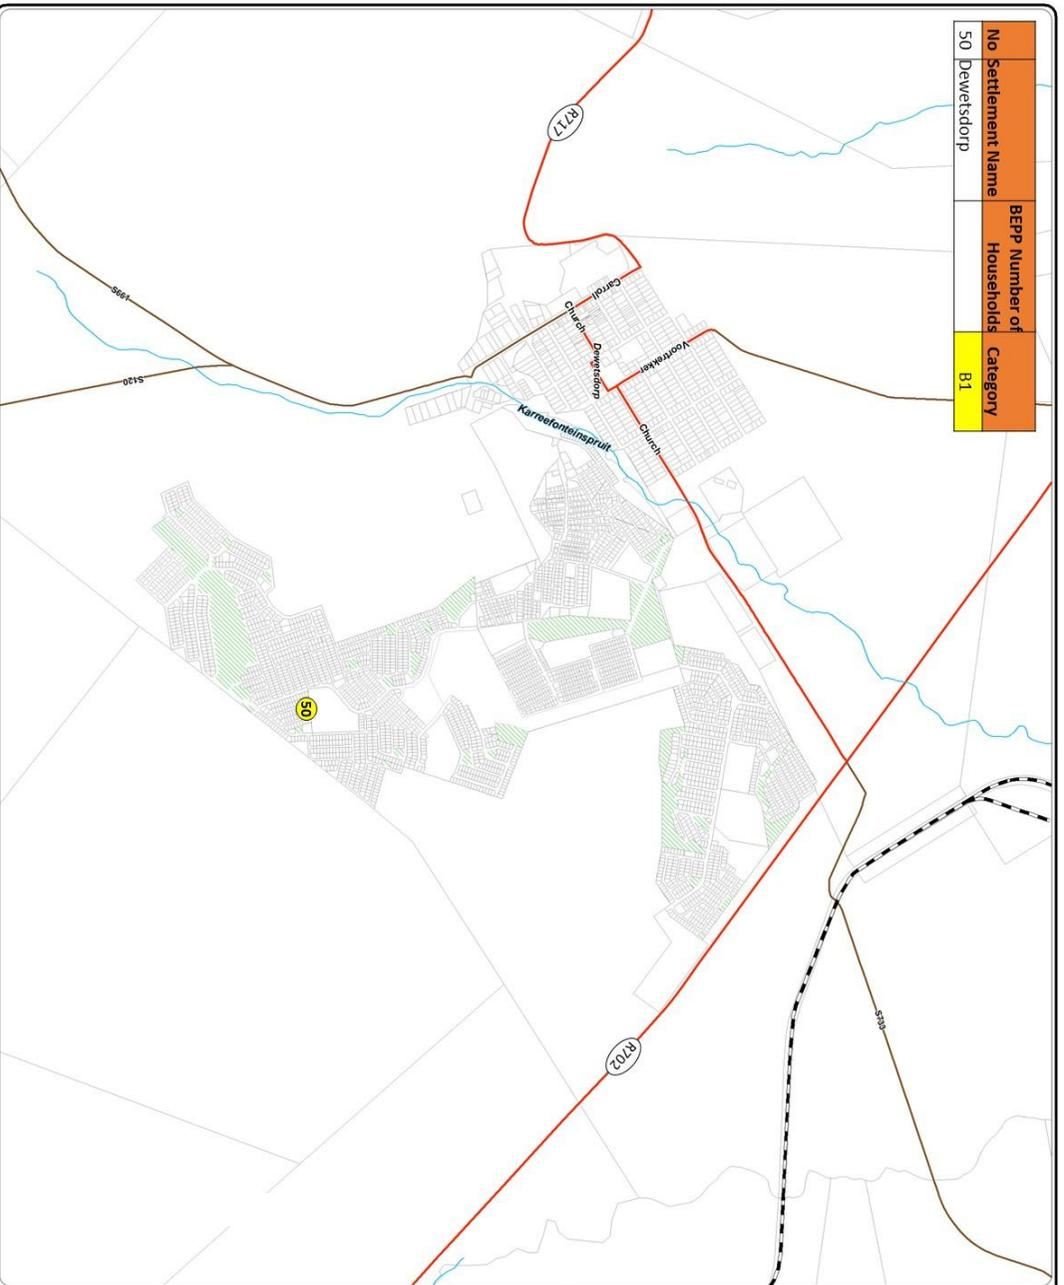 No Settlement Name BEPP Number of Households Category
50 Dewetsdorp B1
R717
Carroll
Church
Dewetsdorp
Voortrekker
Church
Karreefonteinspruit
S120
50
R702
S733